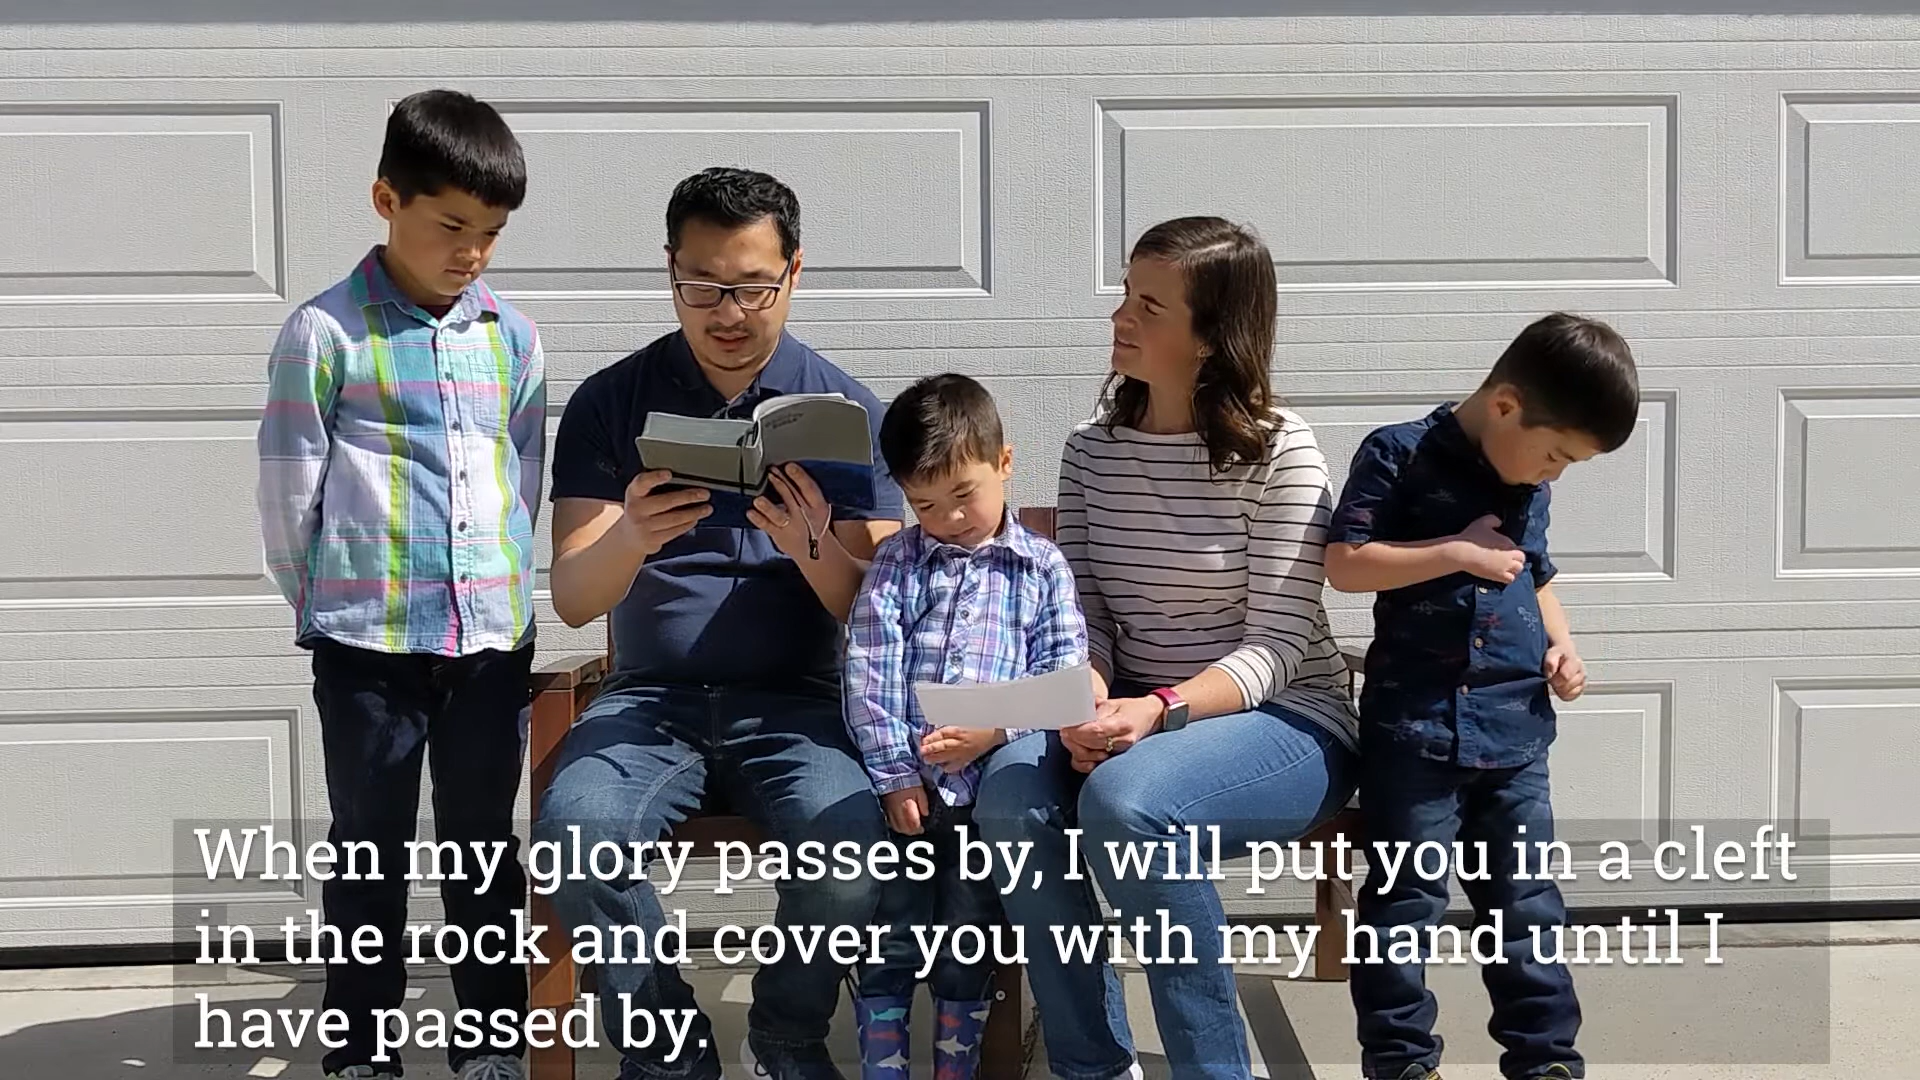 When my glory passes by, I will put you in a cleft
in the rock and cover you with my hand until I
have passed by.